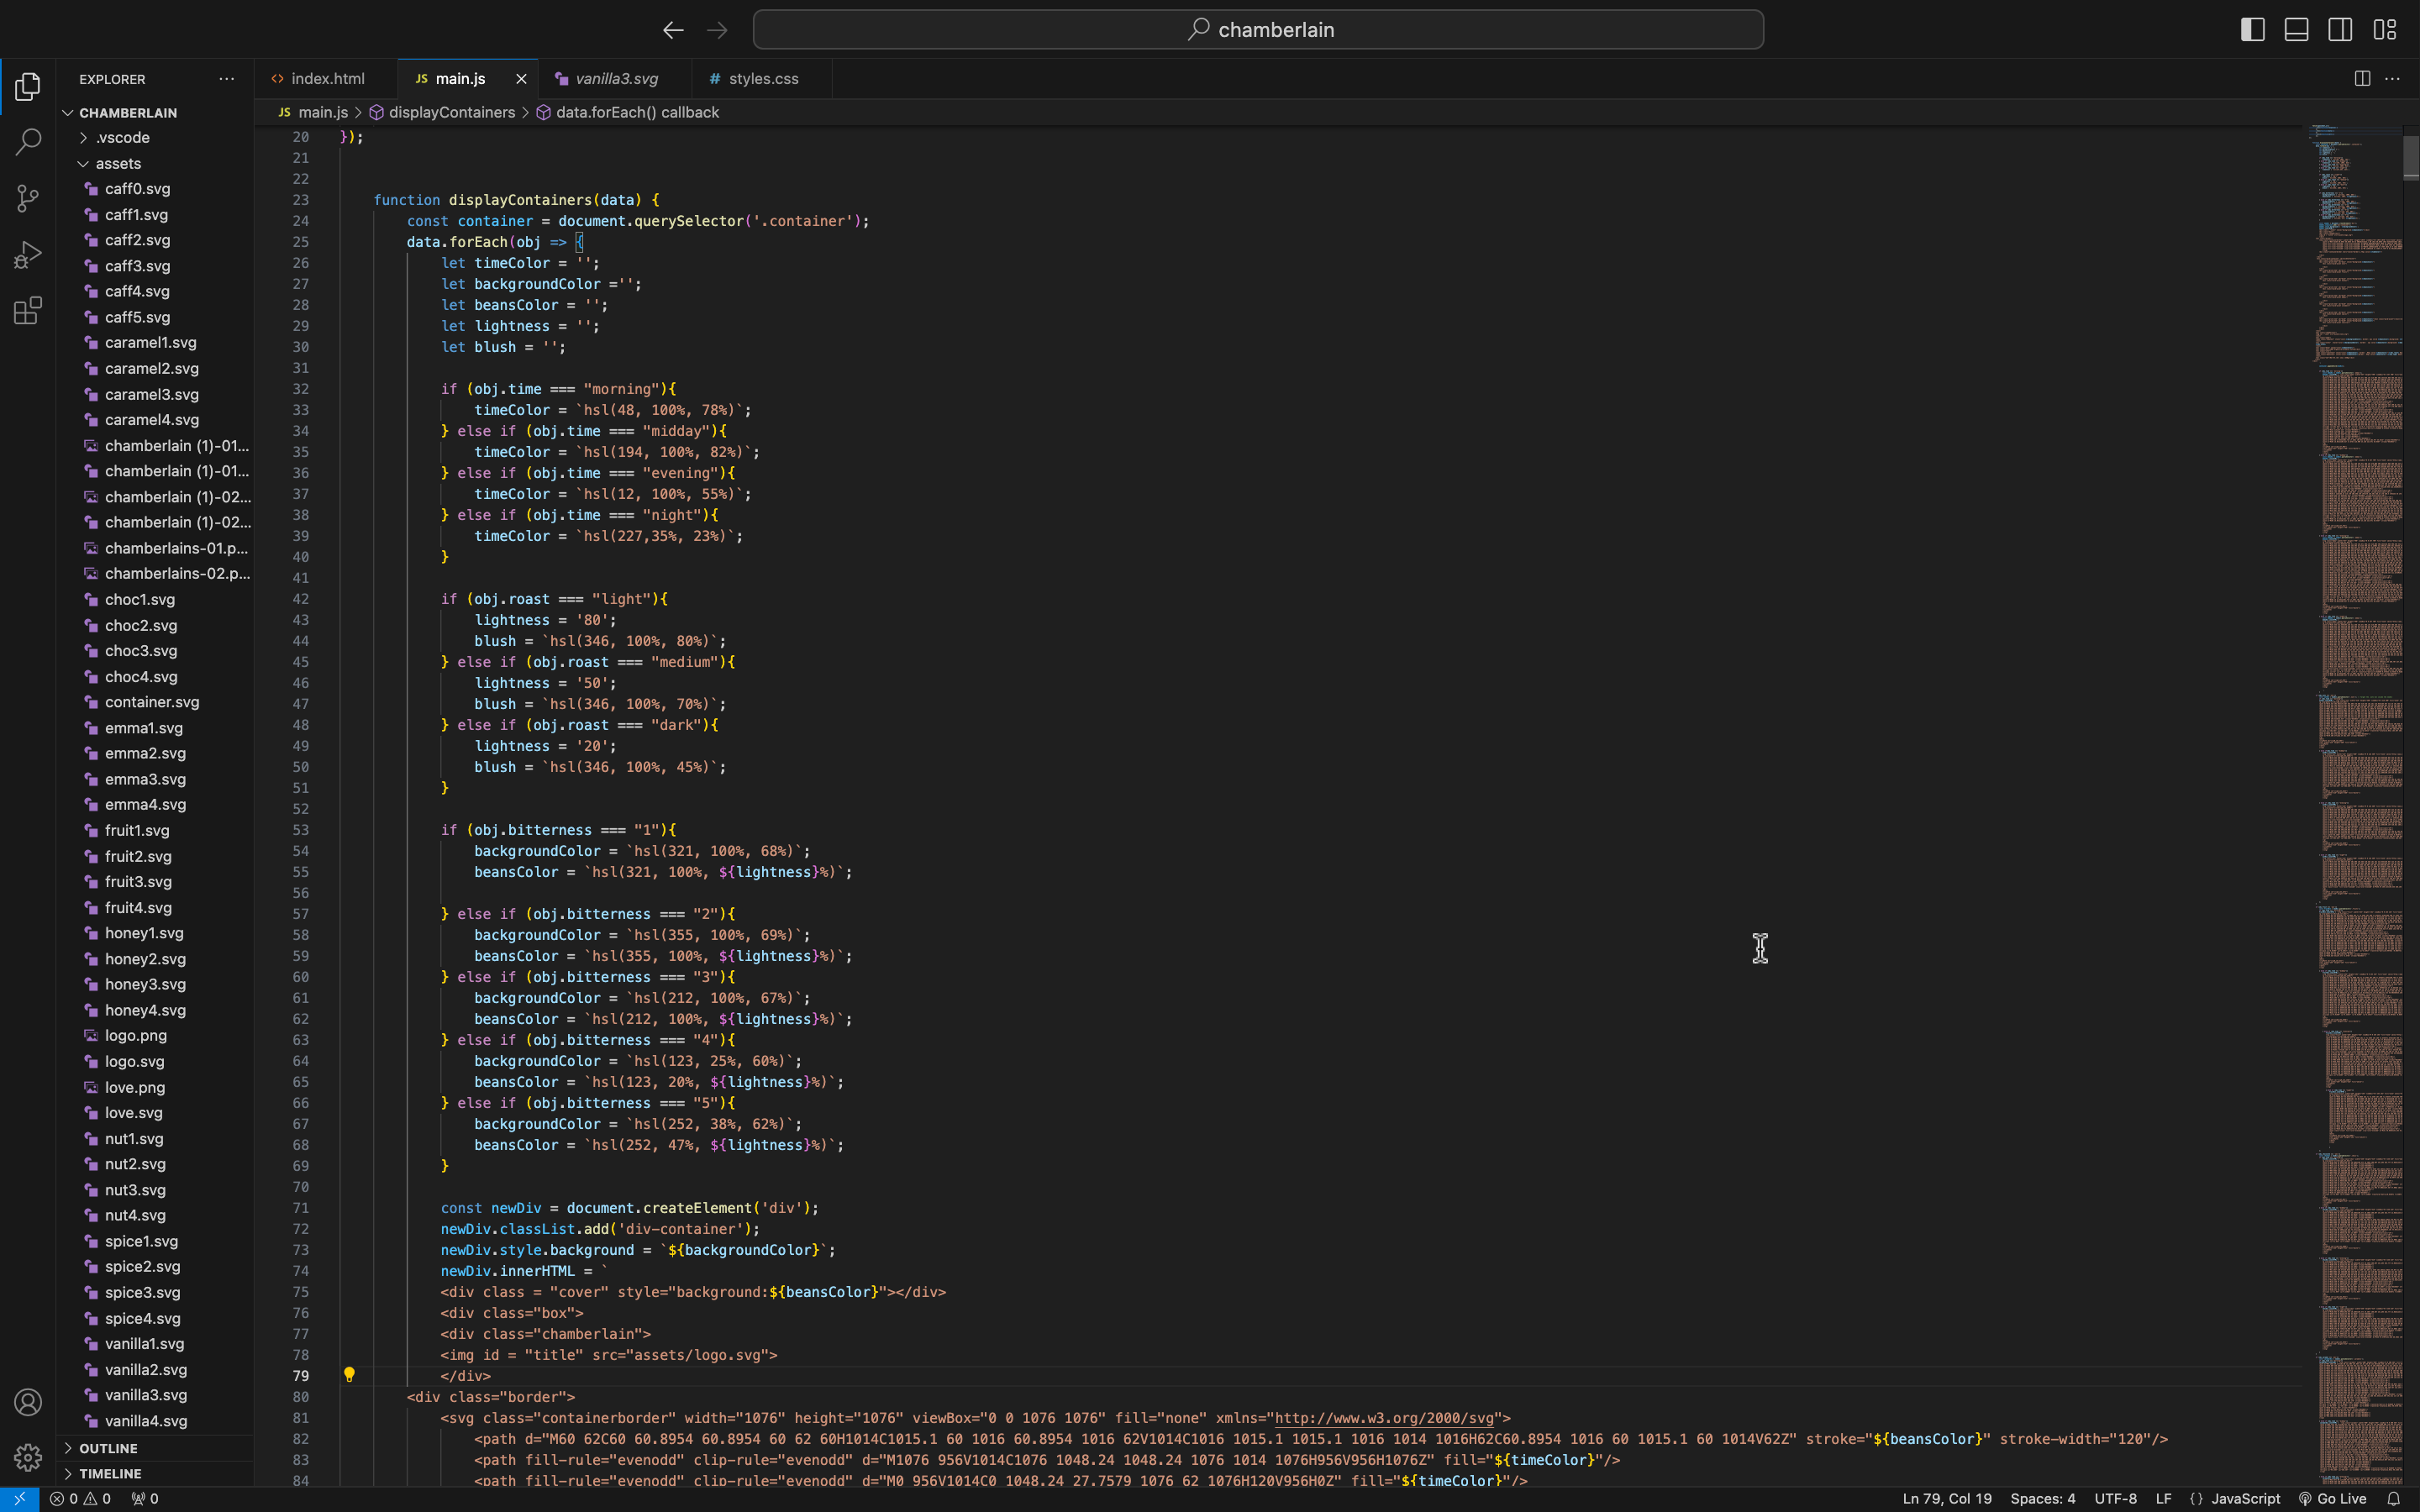 chamberlain
EXPLORER
index.html
JS main.js
vanilla3.svg
# styles.css
JS main.js > displayContainers > data.forEach() callback
CHAMBERLAIN
.vscode
assets
caff0.svg
caff1.svg
caff2.svg
caff3.svg
caff4.svg
caff5.svg
caramel1.svg
caramel2.svg
caramel3.svg
caramel4.svg
chamberlain (1)-01...
chamberlain (1)-01...
chamberlain (1)-02...
chamberlain (1)-02...
chamberlains-01.p...
chamberlains-02.p...
choc1.svg
choc2.svg
choc3.svg
choc4.svg
container.svg
emma1.svg
emma2.svg
emma3.svg
emma4.svg
fruit1.svg
fruit2.svg
fruit3.svg
fruit4.svg
honey1.svg
honey2.svg
honey3.svg
honey4.svg
logo.png
logo.svg
love.png
love.svg
nut1.svg
nut2.svg
nut3.svg
nut4.svg
spice1.svg
spice2.svg
spice3.svg
spice4.svg
vanilla1.svg
vanilla2.svg
vanilla3.svg
vanilla4.svg
OUTLINE
TIMELINE
20 });
21
22
23 function displayContainers(data) {
24 const container = document.querySelector('.container');
25 data.forEach(obj => {
26 let timeColor = '';
27 let backgroundColor ='';
28 let beansColor = '';
29 let lightness = '';
30 let blush = '';
31
32 if (obj.time === "morning"){
33 timeColor = `hsl(48, 100%, 78%)`;
34 } else if (obj.time === "midday"){
35 timeColor = `hsl(194, 100%, 82%)`;
36 } else if (obj.time === "evening"){
37 timeColor = `hsl(12, 100%, 55%)`;
38 } else if (obj.time === "night"){
39 timeColor = `hsl(227,35%, 23%)`;
40 }
41
42 if (obj.roast === "light"){
43 lightness = '80';
44 blush = `hsl(346, 100%, 80%)`;
45 } else if (obj.roast === "medium"){
46 lightness = '50';
47 blush = `hsl(346, 100%, 70%)`;
48 } else if (obj.roast === "dark"){
49 lightness = '20';
50 blush = `hsl(346, 100%, 45%)`;
51 }
52
53 if (obj.bitterness === "1"){
54 backgroundColor = `hsl(321, 100%, 68%)`;
55 beansColor = `hsl(321, 100%, ${lightness}%)`;
56
57 } else if (obj.bitterness === "2"){
58 backgroundColor = `hsl(355, 100%, 69%)`;
59 beansColor = `hsl(355, 100%, ${lightness}%)`;
60 } else if (obj.bitterness === "3"){
61 backgroundColor = `hsl(212, 100%, 67%)`;
62 beansColor = `hsl(212, 100%, ${lightness}%)`;
63 } else if (obj.bitterness === "4"){
64 backgroundColor = `hsl(123, 25%, 60%)`;
65 beansColor = `hsl(123, 20%, ${lightness}%)`;
66 } else if (obj.bitterness === "5"){
67 backgroundColor = `hsl(252, 38%, 62%)`;
68 beansColor = `hsl(252, 47%, ${lightness}%)`;
69 }
70
71 const newDiv = document.createElement('div');
72 newDiv.classList.add('div-container');
73 newDiv.style.background = `${backgroundColor}`;
74 newDiv.innerHTML = `
75 <div class = "cover" style="background:${beansColor}"></div>
76 <div class="box">
77 <div class="chamberlain">
78 <img id = "title" src="assets/logo.svg">
79 </div>
80 <div class="border">
81 <svg class="containerborder" width="1076" height="1076" viewBox="0 0 1076 1076" fill="none" xmlns="http://www.w3.org/2000/svg">
82 <path d="M60 62C60 60.8954 60.8954 60 62 60H1014C1015.1 60 1016 60.8954 1016 62V1014C1016 1015.1 1015.1 1016 1014 1016H62C60.8954 1016 60 1015.1 60 1014V62Z" stroke="${beansColor}" stroke-width="120"/>
83 <path fill-rule="evenodd" clip-rule="evenodd" d="M1076 956V1014C1076 1048.24 1048.24 1076 1014 1076H956V956H1076Z" fill="${timeColor}"/>
84 <path fill-rule="evenodd" clip-rule="evenodd" d="M0 956V1014C0 1048.24 27.7579 1076 62 1076H120V956H0Z" fill="${timeColor}"/>
0 0 0
Ln 79, Col 19
Spaces: 4
UTF-8
LF
{} JavaScript
Go Live